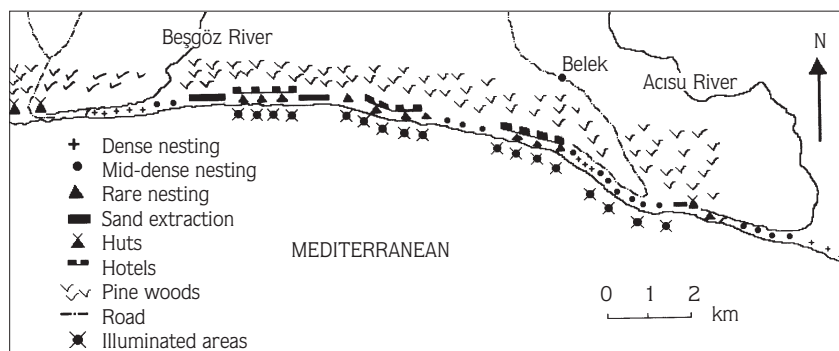 Beşgöz River
Belek
Acısu River
N
Dense nesting
Mid-dense nesting
Rare nesting
Sand extraction
Huts
Hotels
Pine woods
Road
Illuminated areas
MEDITERRANEAN
0 1 2
km